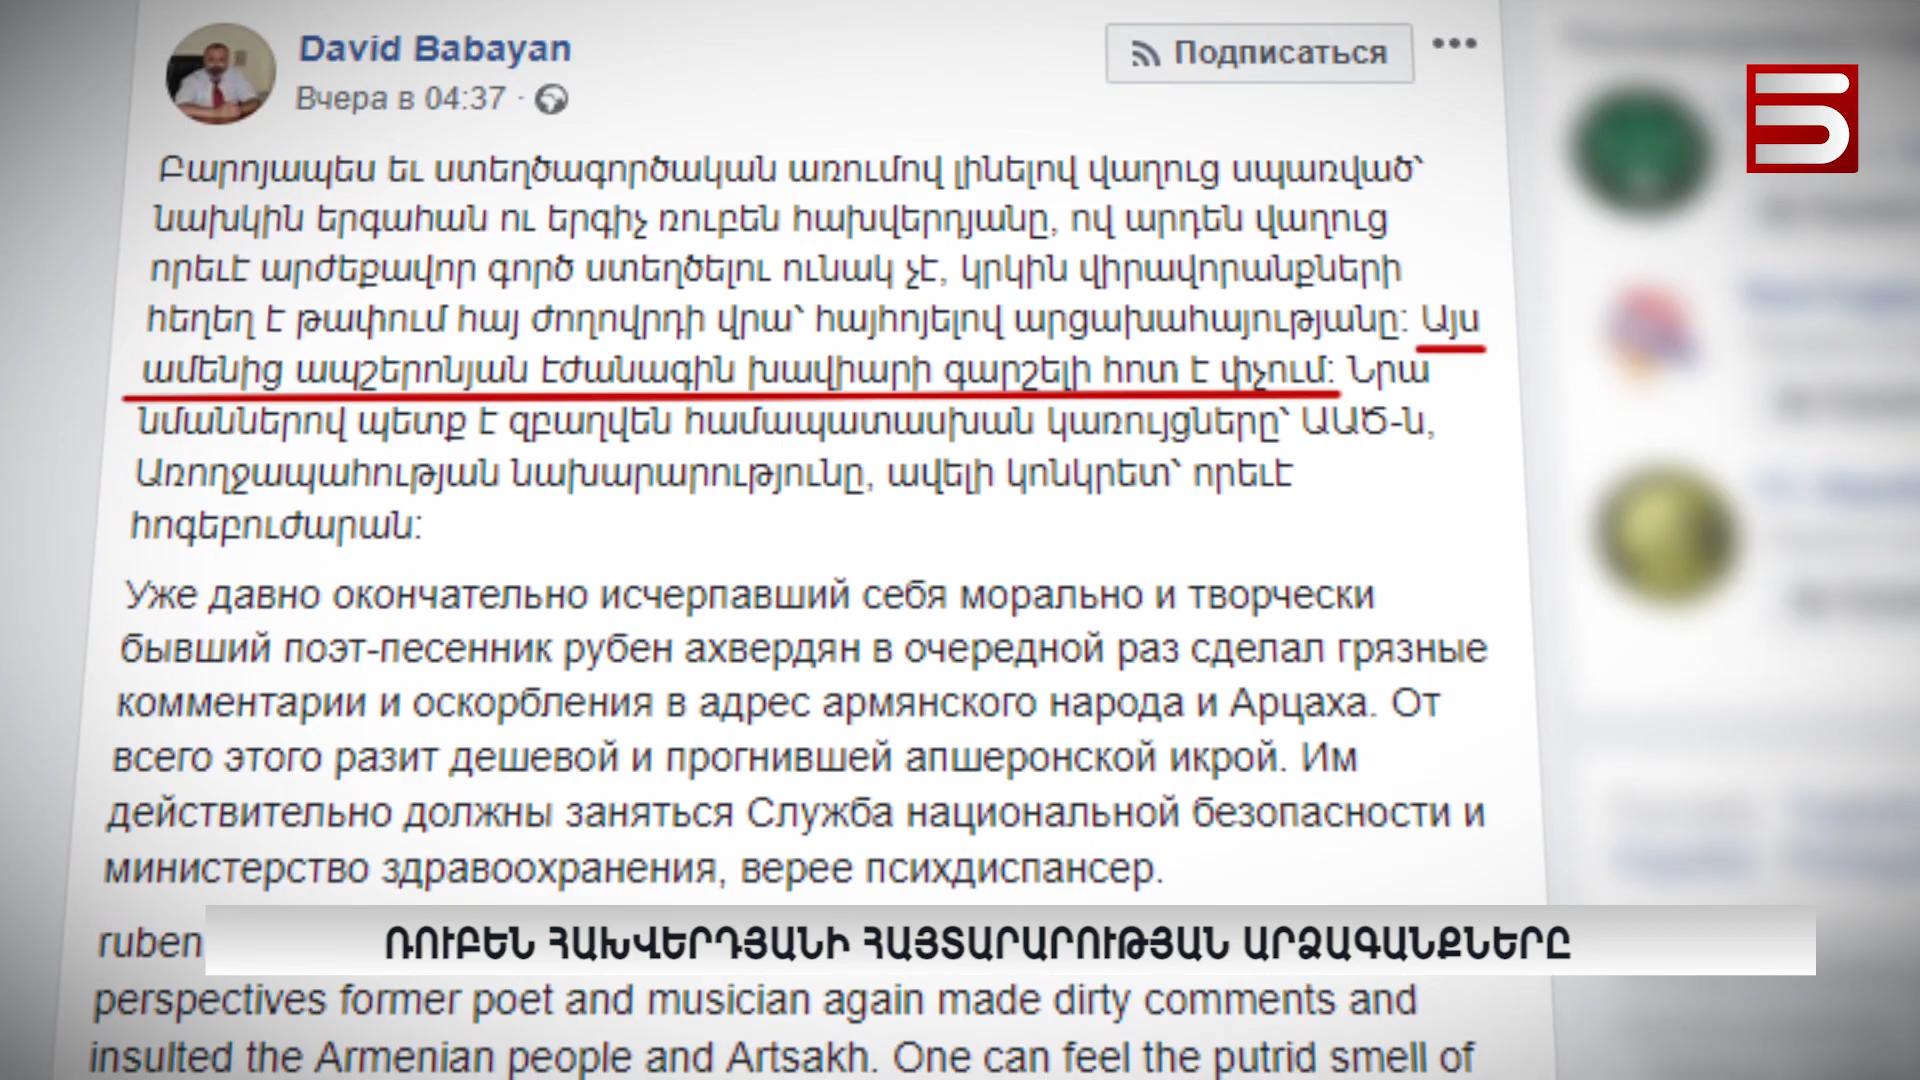 David Babayan
Вчера в 04:37 ·
Подписаться
Բարոյապես եւ ստեղծագործական առումով լինելով վաղուց սպառված՝
նախկին երգահան ու երգիչ ռուբեն հախվերդյանը, ով արդեն վաղուց
որեւէ արժեքավոր գործ ստեղծելու ունակ չէ, կրկին վիրավորանքների
հեղեղ է թափում հայ ժողովրդի վրա՝ հայհոյելով արցախահայությանը: Այս
ամենից ապշերոնյան էժանագին խավիարի գարշելի հոտ է փչում: Նրա
նմաններով պետք է զբաղվեն համապատասխան կառույցները՝ ԱԱԾ-ն,
Առողջապահության նախարարությունը, ավելի կոնկրետ՝ որեւէ
հոգեբուժարան:
Уже давно окончательно исчерпавший себя морально и творчески
бывший поэт-песенник рубен ахвердян в очередной раз сделал грязные
комментарии и оскорбления в адрес армянского народа и Арцаха. От
всего этого разит дешевой и прогнившей апшеронской икрой. Им
действительно должны заняться Служба национальной безопасности и
министерство здравоохранения, верее психдиспансер.
ruben
ՌՈՒԲԵՆ ՀԱԽՎԵՐԴՅԱՆԻ ՀԱՅՏԱՐԱՐՈՒԹՅԱՆ ԱՐՁԱԳԱՆՔՆԵՐԸ
perspectives former poet and musician again made dirty comments and
insulted the Armenian people and Artsakh. One can feel the putrid smell of